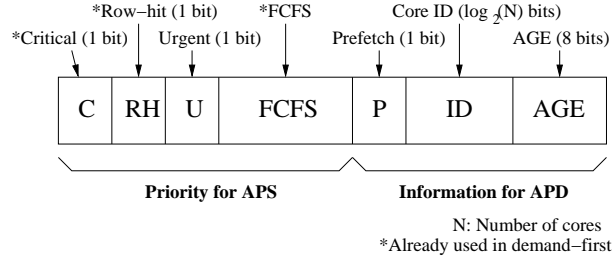 *Row−hit (1 bit) *FCFS Core ID (log 2(N) bits)
*Critical (1 bit) Urgent (1 bit) Prefetch (1 bit) AGE (8 bits)
C RH U FCFS P ID AGE
Priority for APS Information for APD
N: Number of cores
*Already used in demand−first